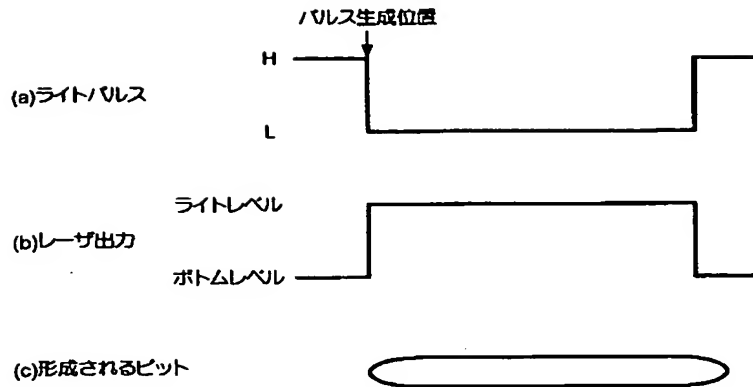 パルス生成位置
H
(a)ライトパルス
L
ライトレベル
(b)レーザ出力
ボトムレベル
(c)形成されるピット